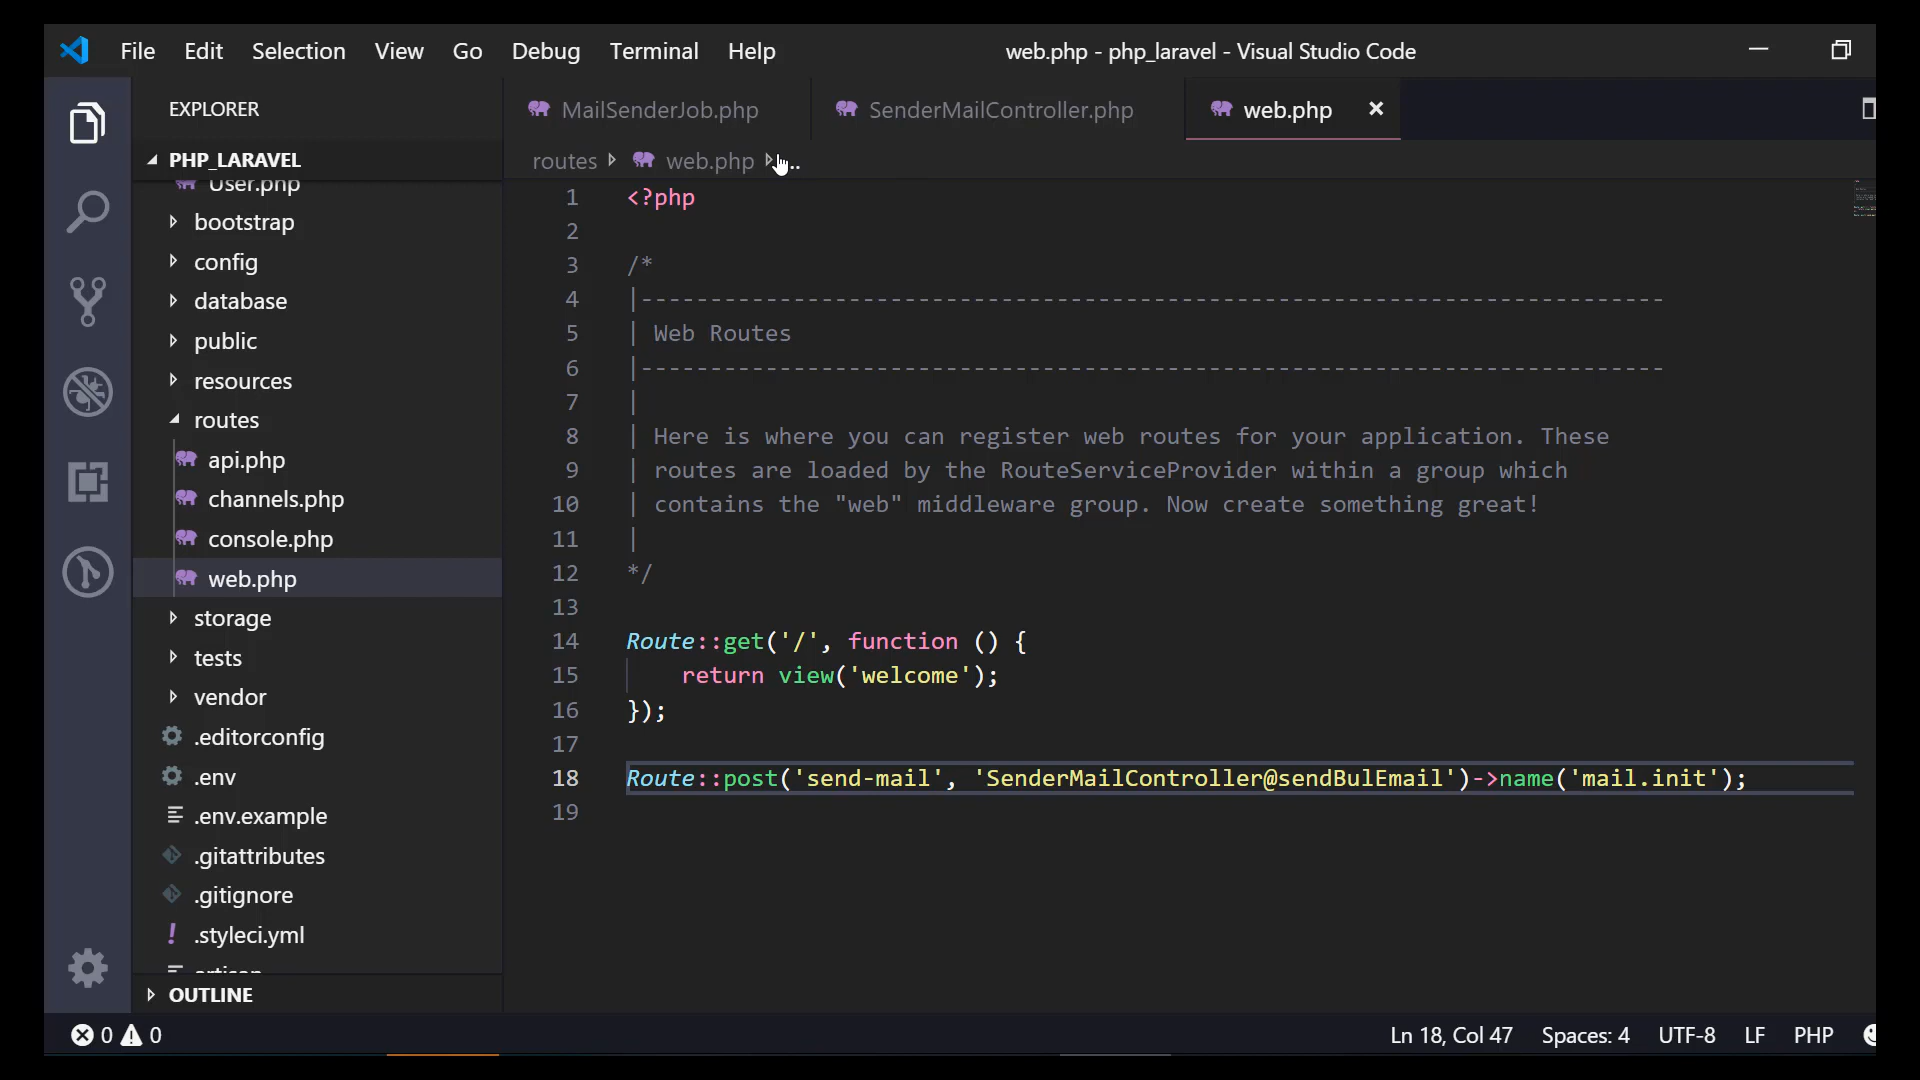 File Edit Selection View Go Debug Terminal Help
web.php - php_laravel - Visual Studio Code
EXPLORER
PHP_LARAVEL
User.php
bootstrap
config
database
public
resources
routes
api.php
channels.php
console.php
web.php
storage
tests
vendor
.editorconfig
.env
.env.example
.gitattributes
.gitignore
.styleci.yml
artisan
OUTLINE
MailSenderJob.php
SenderMailController.php
web.php
routes web.php ...
1 <?php
2
3 /*
4 |--------------------------------------------------------------------------
5 | Web Routes
6 |--------------------------------------------------------------------------
7 |
8 | Here is where you can register web routes for your application. These
9 | routes are loaded by the RouteServiceProvider within a group which
10 | contains the "web" middleware group. Now create something great!
11 |
12 */
13
14 Route::get('/', function () {
15     return view('welcome');
16 });
17
18 Route::post('send-mail', 'SenderMailController@sendBulEmail')->name('mail.init');
19
0 0
Ln 18, Col 47 Spaces: 4 UTF-8 LF PHP